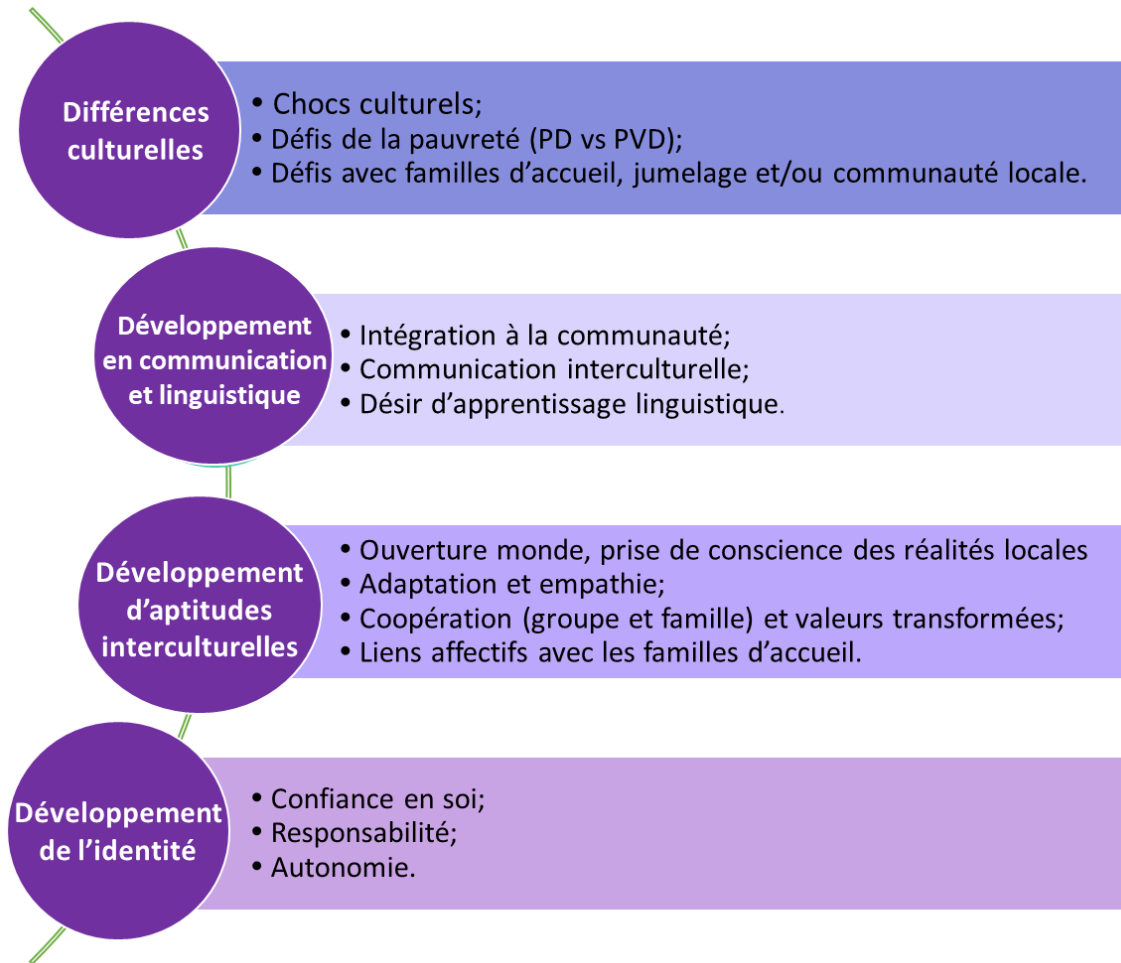 Différences
culturelles
• Chocs culturels;
• Défis de la pauvreté (PD vs PVD);
• Défis avec familles d’accueil, jumelage et/ou communauté locale.
Développement
en communication
et linguistique
• Intégration à la communauté;
• Communication interculturelle;
• Désir d’apprentissage linguistique.
Développement
d’aptitudes
interculturelles
• Ouverture monde, prise de conscience des réalités locales
• Adaptation et empathie;
• Coopération (groupe et famille) et valeurs transformées;
• Liens affectifs avec les familles d’accueil.
Développement
de l’identité
• Confiance en soi;
• Responsabilité;
• Autonomie.